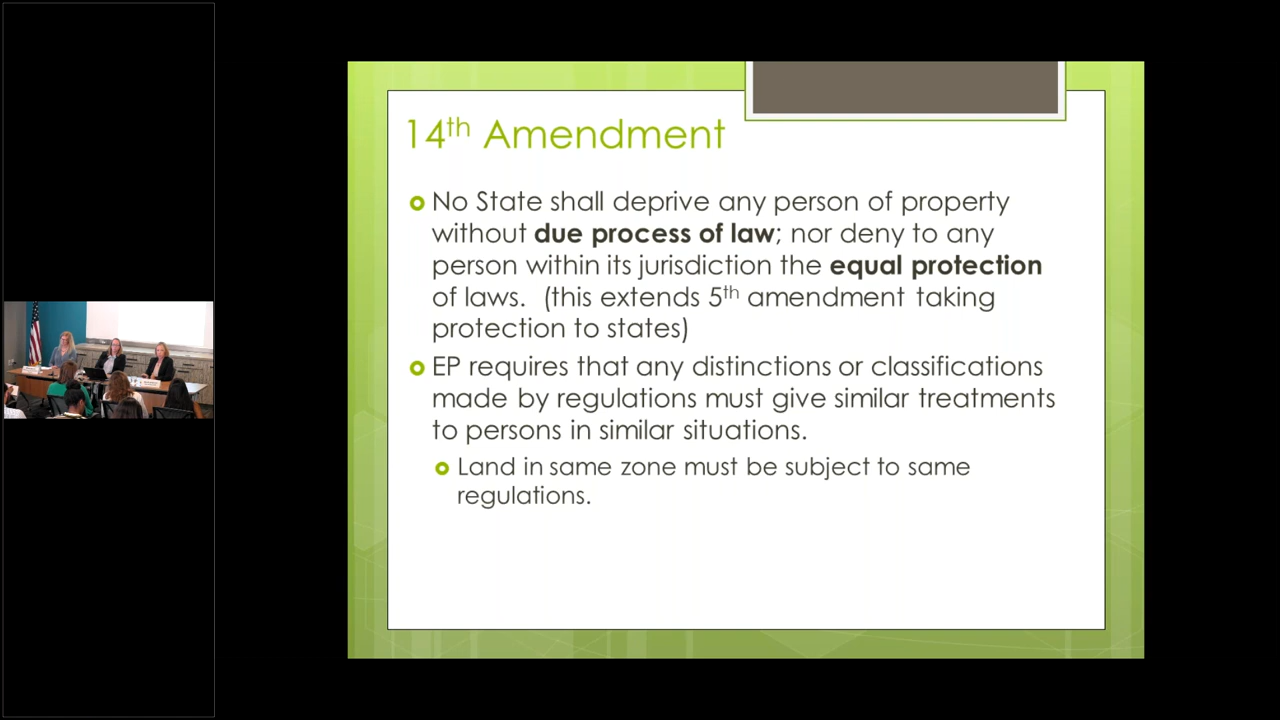 14th Amendment
No State shall deprive any person of property
without due process of law; nor deny to any
person within its jurisdiction the equal protection
of laws. (this extends 5th amendment taking
protection to states)
EP requires that any distinctions or classifications
made by regulations must give similar treatments
to persons in similar situations.
Land in same zone must be subject to same
regulations.